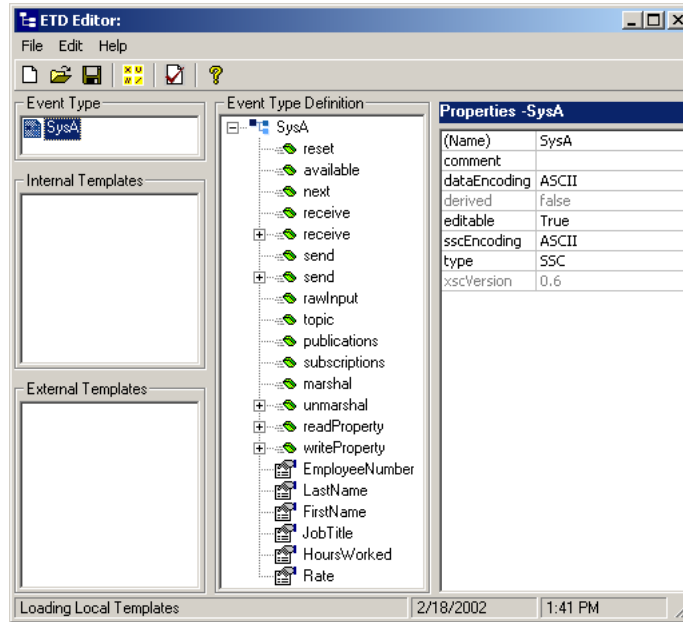 ETD Editor:
File Edit Help
Event Type
SysA
Internal Templates
External Templates
Event Type Definition
SysA
reset
available
next
receive
receive
send
send
rawInput
topic
publications
subscriptions
marshal
unmarshal
readProperty
writeProperty
EmployeeNumber
LastName
FirstName
JobTitle
HoursWorked
Rate
Properties -SysA
(Name) SysA
comment
dataEncoding ASCII
derived false
editable True
sscEncoding ASCII
type SSC
xscVersion 0.6
Loading Local Templates 2/18/2002 1:41 PM